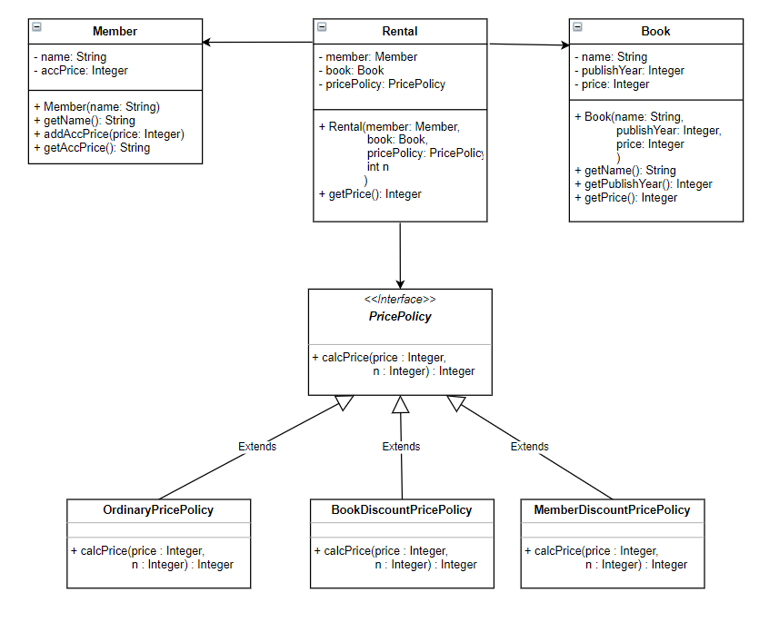 Member
- name: String
- accPrice: Integer
+ Member(name: String)
+ getName(): String
+ addAccPrice(price: Integer)
+ getAccPrice(): String
Rental
- member: Member
- book: Book
- pricePolicy: PricePolicy
+ Rental(member: Member,
book: Book,
pricePolicy: PricePolicy
int n
)
+ getPrice(): Integer
Book
- name: String
- publishYear: Integer
- price: Integer
+ Book(name: String,
publishYear: Integer,
price: Integer
)
+ getName(): String
+ getPublishYear(): Integer
+ getPrice(): Integer
<<Interface>>
PricePolicy
+ calcPrice(price : Integer,
n : Integer) : Integer
Extends
Extends
Extends
OrdinaryPricePolicy
+ calcPrice(price : Integer,
n : Integer) : Integer
BookDiscountPricePolicy
+ calcPrice(price : Integer,
n : Integer) : Integer
MemberDiscountPricePolicy
+ calcPrice(price : Integer,
n : Integer) : Integer